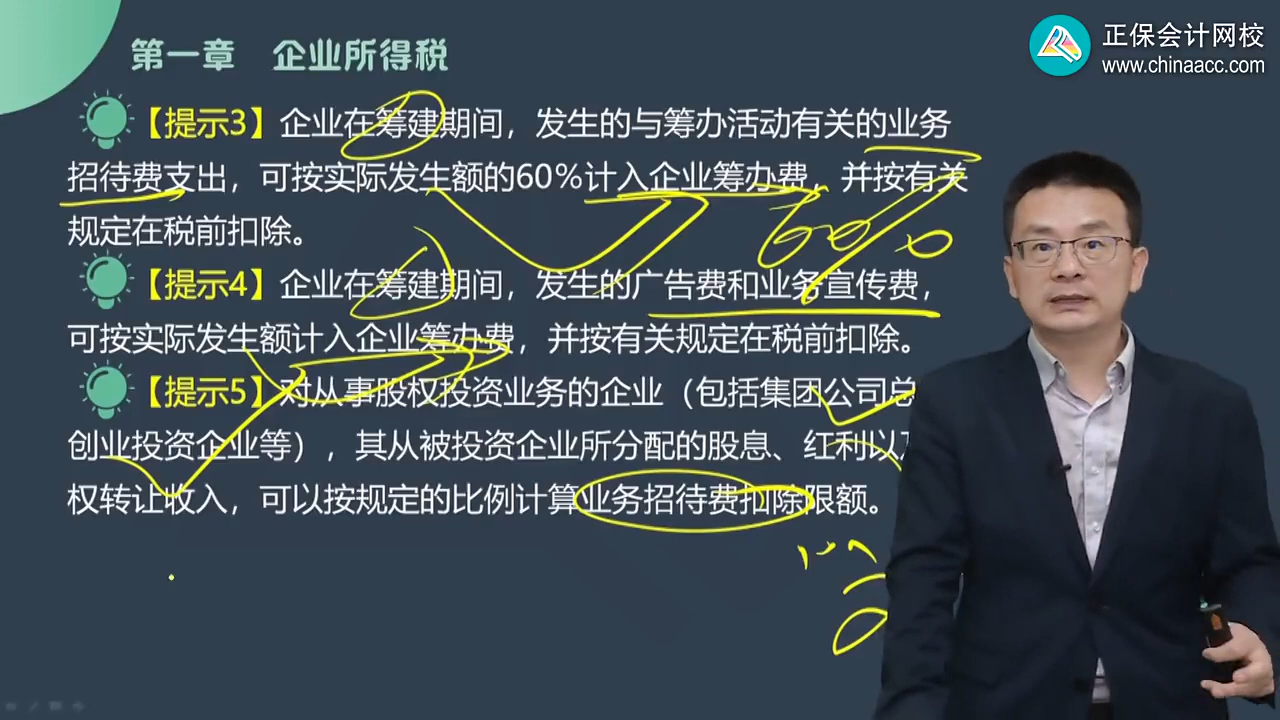 第一章 企业所得税
正保会计网校
www.chinaacc.com
【提示3】企业在筹建期间，发生的与筹办活动有关的业务
招待费支出，可按实际发生额的60%计入企业筹办费，并按有关
规定在税前扣除。
60%
【提示4】企业在筹建期间，发生的广告费和业务宣传费，
可按实际发生额计入企业筹办费，并按有关规定在税前扣除。
【提示5】对从事股权投资业务的企业（包括集团公司总
创业投资企业等），其从被投资企业所分配的股息、红利以
权转让收入，可以按规定的比例计算业务招待费扣除限额。